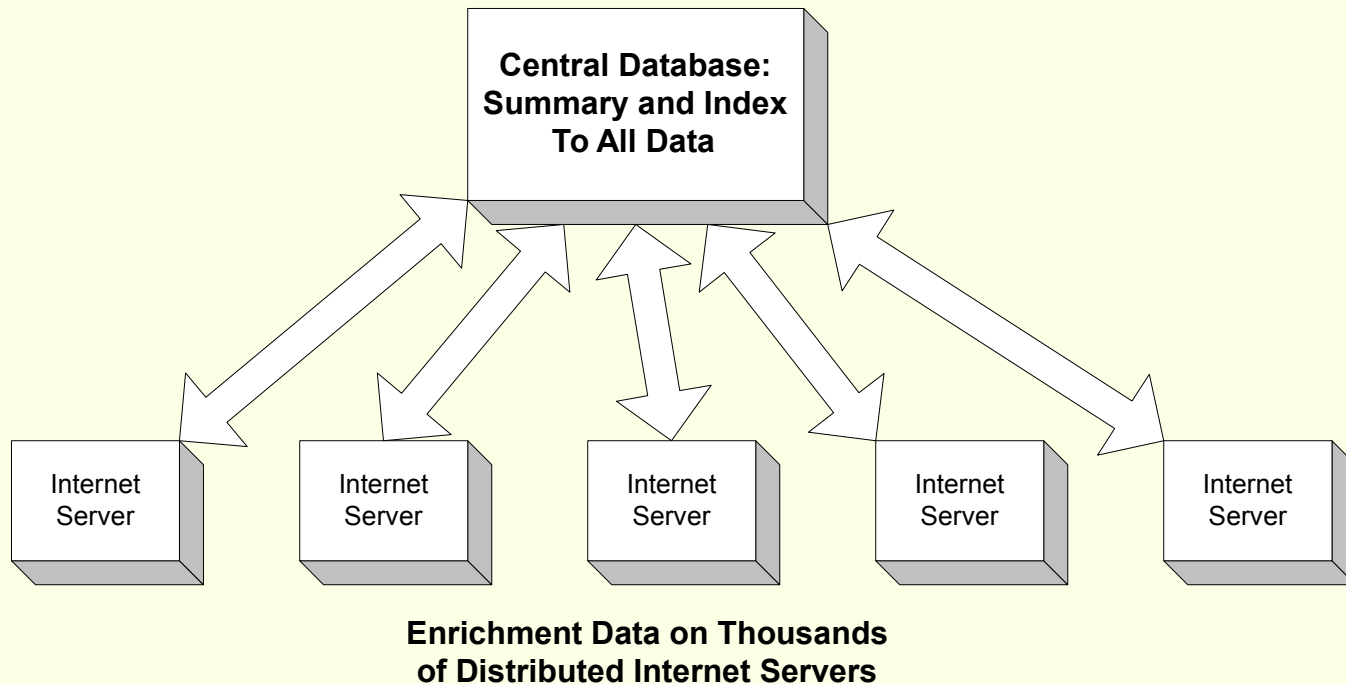 Central Database:
Summary and Index
To All Data
Internet
Server
Internet
Server
Internet
Server
Internet
Server
Internet
Server
Enrichment Data on Thousands
of Distributed Internet Servers